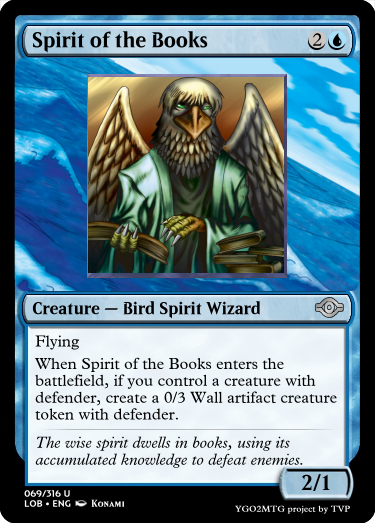 Spirit of the Books 2
Creature — Bird Spirit Wizard
Flying
When Spirit of the Books enters the
battlefield, if you control a creature with
defender, create a 0/3 Wall artifact creature
token with defender.
The wise spirit dwells in books, using its
accumulated knowledge to defeat enemies.
2/1
069/316 U
LOB • ENG Konami
YGO2MTG project by TVP